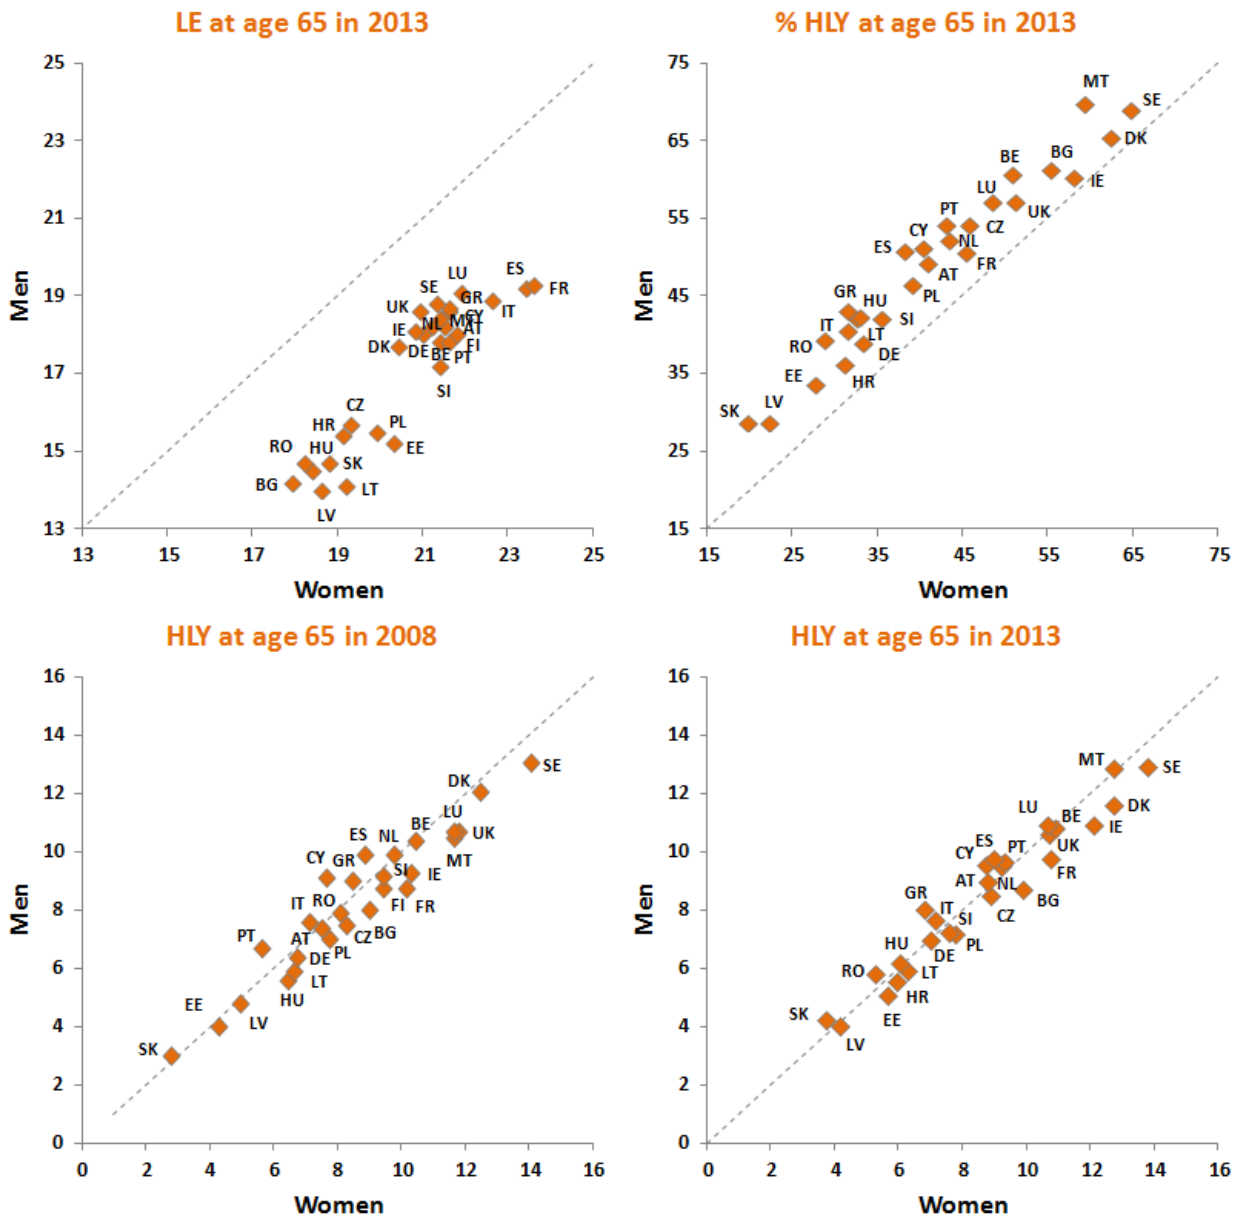 LE at age 65 in 2013
25
23
21
19
17
15
13
Men
ES
FR
LU
SE
GR
IT
UK
CY
NL
MT
IE
AT
DK
DE
BE
FI
PT
SI
CZ
HR
PL
RO
HU
EE
SK
BG
LT
LV
13 15 17 19 21 23 25
Women
% HLY at age 65 in 2013
75
65
55
45
35
25
15
Men
MT
SE
DK
BE
BG
IE
LU
UK
PT
CZ
CY
NL
ES
FR
AT
PL
GR
HU
SI
IT
LT
RO
DE
EE
HR
SK
LV
15 25 35 45 55 65 75
Women
HLY at age 65 in 2008
16
14
12
10
8
6
4
2
0
Men
SE
DK
LU
UK
BE
ES
NL
MT
CY
GR
SI
IE
IT
RO
FI
FR
PT
AT
CZ
BG
DE
PL
LT
HU
EE
LV
SK
0 2 4 6 8 10 12 14 16
Women
HLY at age 65 in 2013
16
14
12
10
8
6
4
2
0
Men
MT
SE
DK
LU
BE
IE
ES
PT
UK
CY
FR
AT
NL
BG
GR
IT
SI
CZ
HU
DE
PL
RO
LT
HR
EE
SK
LV
0 2 4 6 8 10 12 14 16
Women